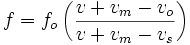 f = f_o \left( \frac{v + v_m - v_o}{v + v_m - v_s} \right)